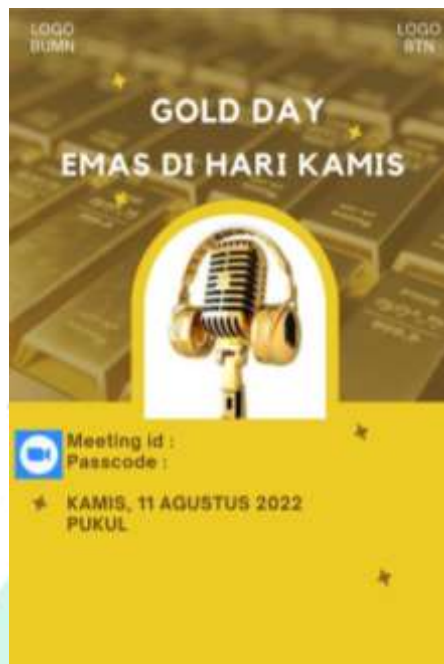 LOGO
BUMN
LOGO
BTN
GOLD DAY
EMAS DI HARI KAMIS
Meeting id :
Passcode :
KAMIS, 11 AGUSTUS 2022
PUKUL